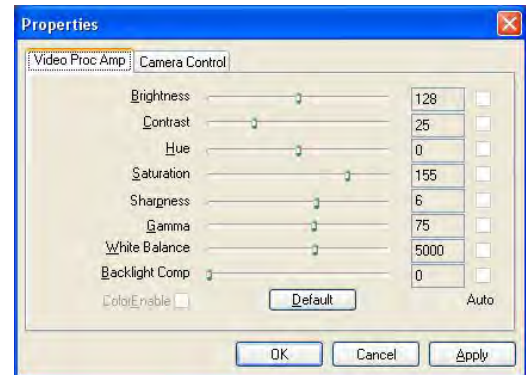 Properties
Video Proc Amp Camera Control
Brightness 128
Contrast 25
Hue 0
Saturation 155
Sharpness 6
Gamma 75
White Balance 5000
Backlight Comp 0
ColorEnable Default Auto
OK Cancel Apply